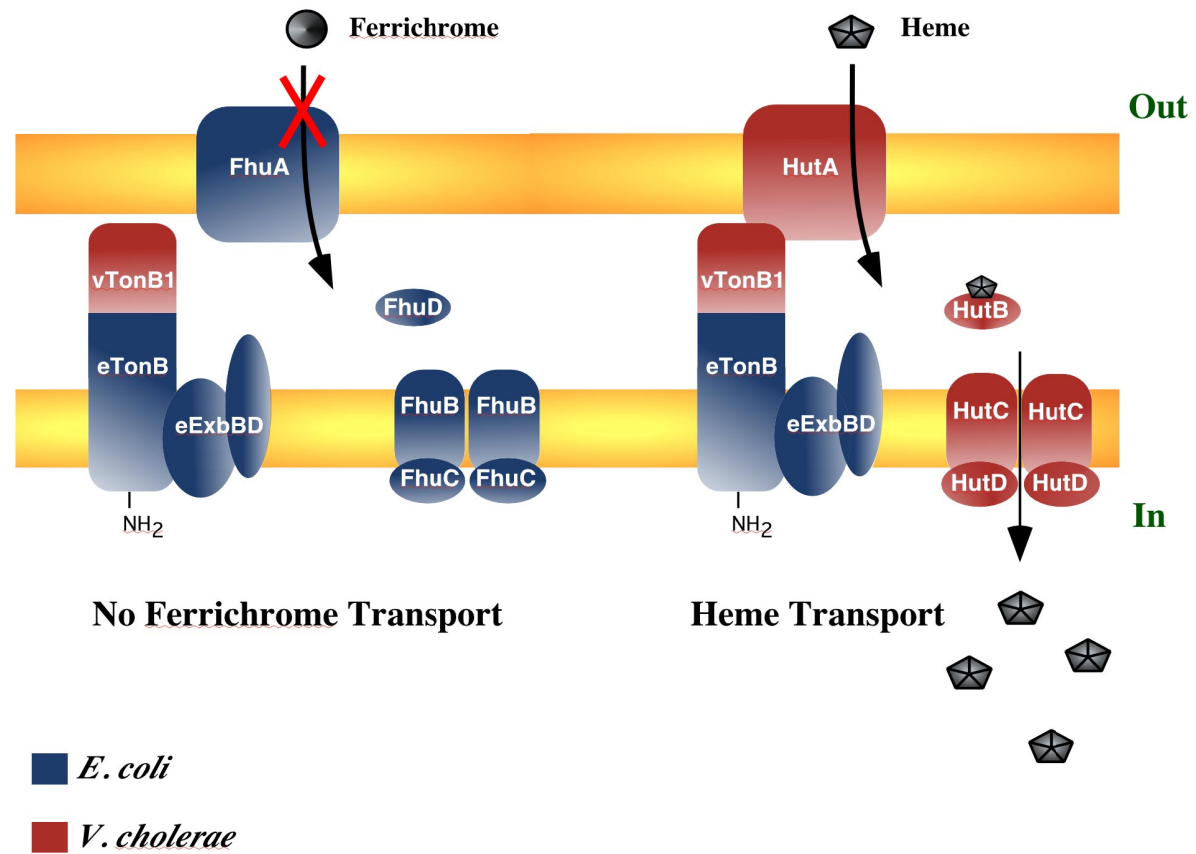 Ferrichrome
Heme
Out
FhuA
HutA
vTonB1
vTonB1
FhuD
HutB
eTonB
eTonB
FhuB FhuB
HutC HutC
eExbBD
eExbBD
FhuC FhuC
HutD HutD
NH2
NH2
In
No Ferrichrome Transport
Heme Transport
E. coli
V. cholerae